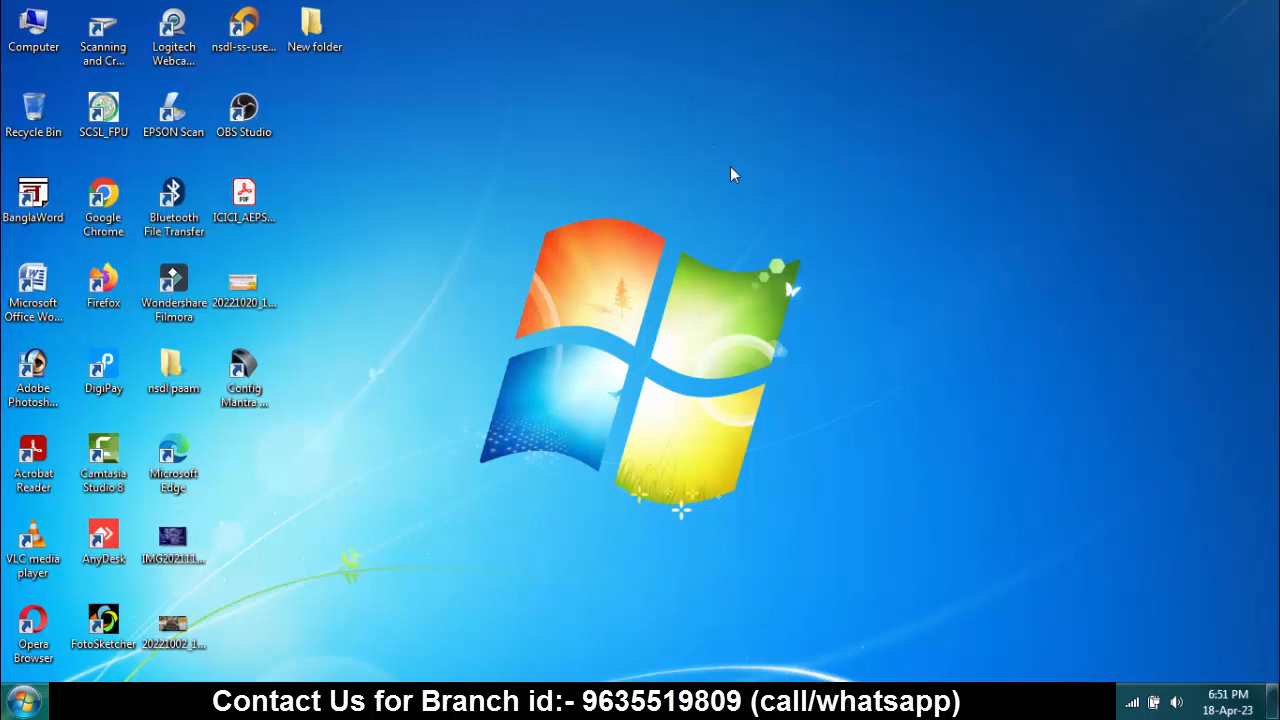 Computer
Scanning
and Cr...
Logitech
Webca...
nsdl-ss-use...
New folder
Recycle Bin
SCSL_FPU
EPSON Scan
OBS Studio
BanglaWord
Google
Chrome
Bluetooth
File Transfer
PDF
ICICI_AEPS...
Microsoft
Office Wo...
Firefox
Wondershare
Filmora
20221020_1...
Adobe
Photosh...
DigiPay
nsdl paam
Config
Mantra ...
Acrobat
Reader
Camtasia
Studio 8
Microsoft
Edge
VLC media
player
AnyDesk
IMG202111...
Opera
Browser
FotoSketcher
20221002_1...
Contact Us for Branch id:- 9635519809 (call/whatsapp)
6:51 PM
18-Apr-23